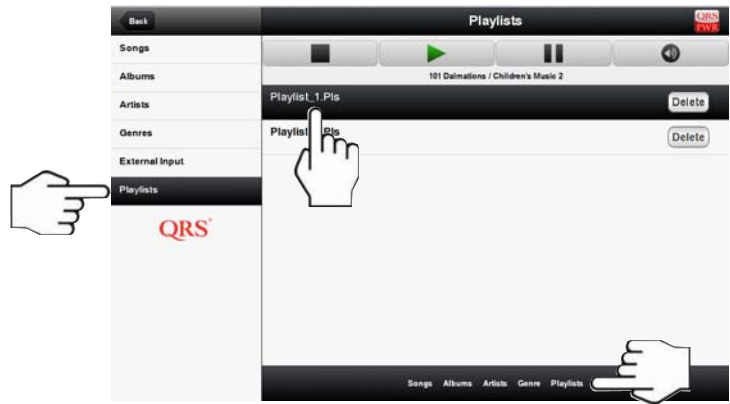 Back
Playlists
QRS
PWR
Songs
Albums
Artists
Genres
External Input
Playlists
QRS
101 Dalmations / Children's Music 2
Playlist_1.Pls
Delete
Delete
Songs Albums Artists Genre Playlists